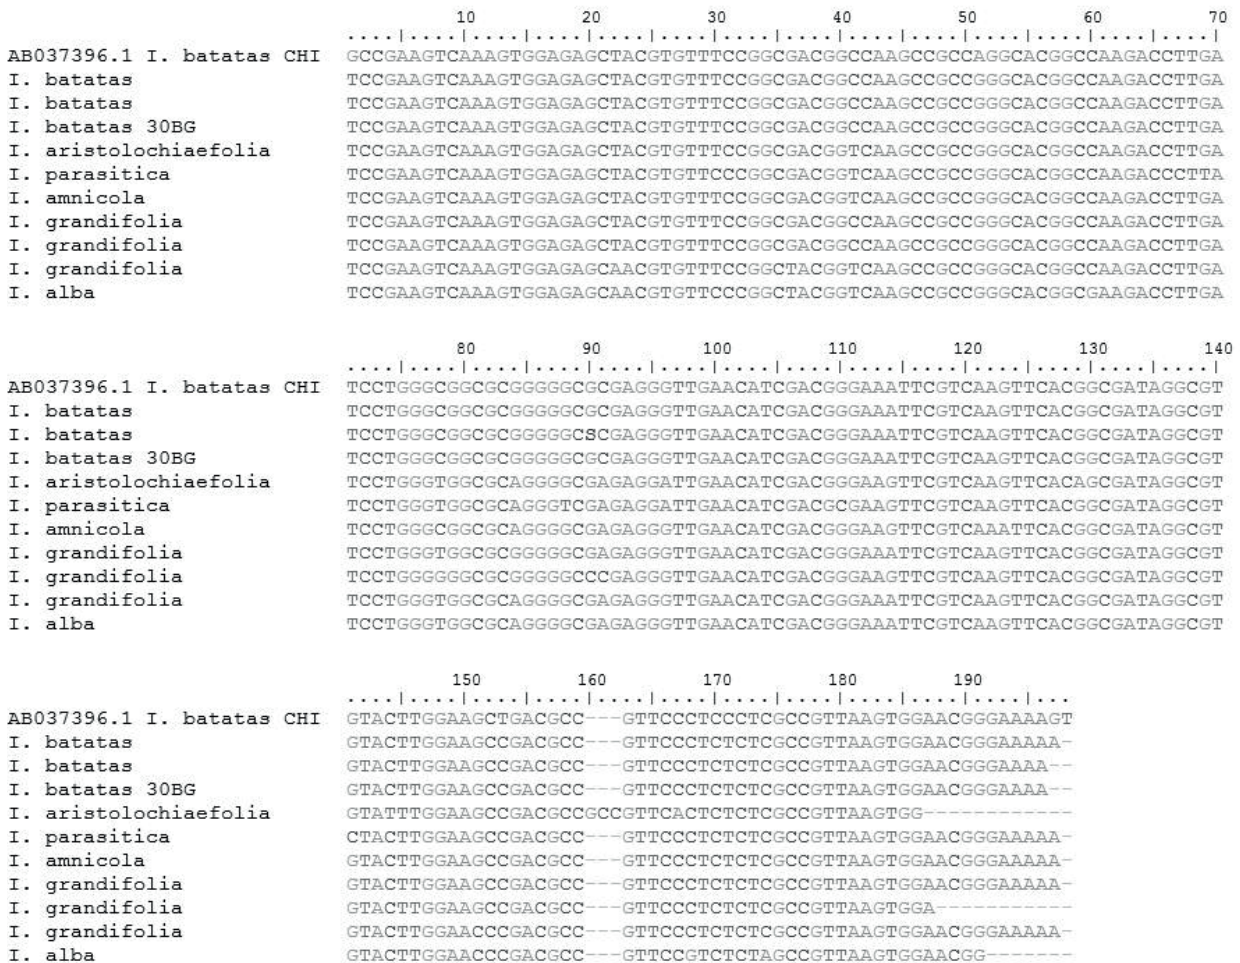 10 20 30 40 50 60 70
....|....|....|....|....|....|....|....|....|....|....|....|....|....|
AB037396.1 I. batatas CHI GCCGAAGTCAAAGTGGAGAGCTACGTGTTTCCGGCGACGGCCAAGCCGCCAGGCACGGCCAAGACCTTGA
I. batatas TCCGAAGTCAAAGTGGAGAGCTACGTGTTTCCGGCGACGGCCAAGCCGCCGGGCACGGCCAAGACCTTGA
I. batatas TCCGAAGTCAAAGTGGAGAGCTACGTGTTTCCGGCGACGGCCAAGCCGCCGGGCACGGCCAAGACCTTGA
I. batatas 30BG TCCGAAGTCAAAGTGGAGAGCTACGTGTTTCCGGCGACGGCCAAGCCGCCGGGCACGGCCAAGACCTTGA
I. aristolochiaefolia TCCGAAGTCAAAGTGGAGAGCTACGTGTTTCCGGCGACGGTCAAGCCGCCGGGCACGGCCAAGACCTTGA
I. parasitica TCCGAAGTCAAAGTGGAGAGCTACGTGTTCCCGGCGACGGTCAAGCCGCCGGGCACGGCCAAGACCCTTA
I. amnicola TCCGAAGTCAAAGTGGAGAGCTACGTGTTTCCGGCGACGGTCAAGCCGCCGGGCACGGCCAAGACCTTGA
I. grandifolia TCCGAAGTCAAAGTGGAGAGCTACGTGTTTCCGGCGACGGCCAAGCCGCCGGGCACGGCCAAGACCTTGA
I. grandifolia TCCGAAGTCAAAGTGGAGAGCTACGTGTTTCCGGCGACGGCCAAGCCGCCGGGCACGGCCAAGACCTTGA
I. grandifolia TCCGAAGTCAAAGTGGAGAGCAACGTGTTTCCGGCTACGGTCAAGCCGCCGGGCACGGCCAAGACCTTGA
I. alba TCCGAAGTCAAAGTGGAGAGCAACGTGTTCCCGGCTACGGTCAAGCCGCCGGGCACGGCGAAGACCTTGA
80 90 100 110 120 130 140
....|....|....|....|....|....|....|....|....|....|....|....|....|....|
AB037396.1 I. batatas CHI TCCTGGGCGGCGCGGGGGCGCGAGGGTTGAACATCGACGGGAAATTCGTCAAGTTCACGGCGATAGGCGT
I. batatas TCCTGGGCGGCGCGGGGGCGCGAGGGTTGAACATCGACGGGAAATTCGTCAAGTTCACGGCGATAGGCGT
I. batatas TCCTGGGCGGCGCGGGGGCSCGAGGGTTGAACATCGACGGGAAATTCGTCAAGTTCACGGCGATAGGCGT
I. batatas 30BG TCCTGGGCGGCGCGGGGGCGCGAGGGTTGAACATCGACGGGAAATTCGTCAAGTTCACGGCGATAGGCGT
I. aristolochiaefolia TCCTGGGTGGCGCAGGGGCGAGAGGATTGAACATCGACGGGAAGTTCGTCAAGTTCACAGCGATAGGCGT
I. parasitica TCCTGGGTGGCGCAGGGTCGAGAGGATTGAACATCGACGCGAAGTTCGTCAAGTTCACGGCGATAGGCGT
I. amnicola TCCTGGGCGGCGCAGGGGCGAGAGGGTTGAACATCGACGGGAAGTTCGTCAAATTCACGGCGATAGGCGT
I. grandifolia TCCTGGGTGGCGCGGGGGCGAGAGGGTTGAACATCGACGGGAAATTCGTCAAGTTCACGGCGATAGGCGT
I. grandifolia TCCTGGGGGGCGCGGGGGCCCGAGGGTTGAACATCGACGGGAAGTTCGTCAAGTTCACGGCGATAGGCGT
I. grandifolia TCCTGGGTGGCGCAGGGGCGAGAGGGTTGAACATCGACGGGAAATTCGTCAAGTTCACGGCGATAGGCGT
I. alba TCCTGGGTGGCGCAGGGGCGAGAGGGTTGAACATCGACGGGAAATTCGTCAAGTTCACGGCGATAGGCGT
150 160 170 180 190
....|....|....|....|....|....|....|....|....|....|....|...
AB037396.1 I. batatas CHI GTACTTGGAAGCTGACGCC---GTTCCCTCCCTCGCCGTTAAGTGGAACGGGAAAAGT
I. batatas GTACTTGGAAGCCGACGCC---GTTCCCTCTCTCGCCGTTAAGTGGAACGGGAAAAA-
I. batatas GTACTTGGAAGCCGACGCC---GTTCCCTCTCTCGCCGTTAAGTGGAACGGGAAAA--
I. batatas 30BG GTACTTGGAAGCCGACGCC---GTTCCCTCTCTCGCCGTTAAGTGGAACGGGAAAA--
I. aristolochiaefolia GTATTTGGAAGCCGACGCCGCCGTTCACTCTCTCGCCGTTAAGTGG------------
I. parasitica CTACTTGGAAGCCGACGCC---GTTCCCTCTCTCGCCGTTAAGTGGAACGGGAAAAA-
I. amnicola GTACTTGGAAGCCGACGCC---GTTCCCTCTCTCGCCGTTAAGTGGAACGGGAAAAA-
I. grandifolia GTACTTGGAAGCCGACGCC---GTTCCCTCTCTCGCCGTTAAGTGGAACGGGAAAAA-
I. grandifolia GTACTTGGAAGCCGACGCC---GTTCCCTCTCTCGCCGTTAAGTGGA-----------
I. grandifolia GTACTTGGAACCCGACGCC---GTTCCCTCTCTCGCCGTTAAGTGGAACGGGAAAAA-
I. alba GTACTTGGAACCCGACGCC---GTTCCGTCTCTAGCCGTTAAGTGGAACGG-------